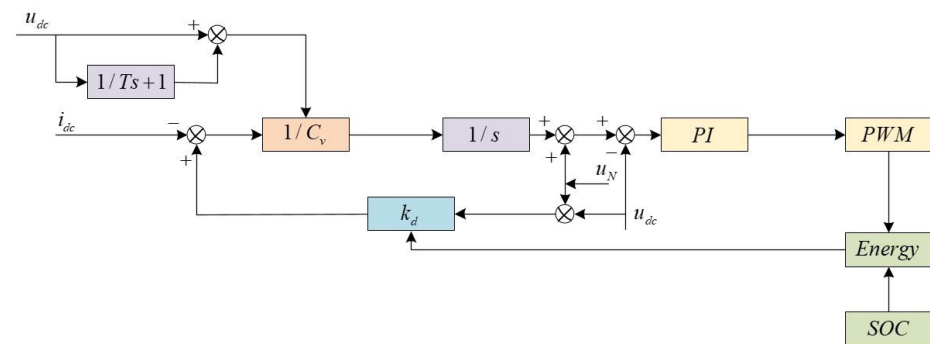 u_dc
+
1/Ts+1
i_dc
−
+
1/C_v
1/s
+
+
+
−
PI
PWM
u_N
k_d
u_dc
Energy
SOC